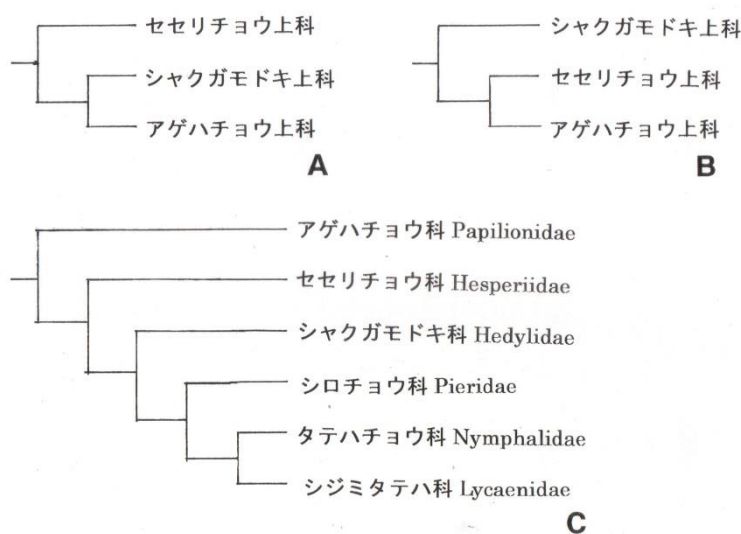 セセリチョウ上科
シャクガモドキ上科
アゲハチョウ上科
A
シャクガモドキ上科
セセリチョウ上科
アゲハチョウ上科
B
アゲハチョウ科 Papilionidae
セセリチョウ科 Hesperiidae
シャクガモドキ科 Hedylidae
シロチョウ科 Pieridae
タテハチョウ科 Nymphalidae
シジミタテハ科 Lycaenidae
C